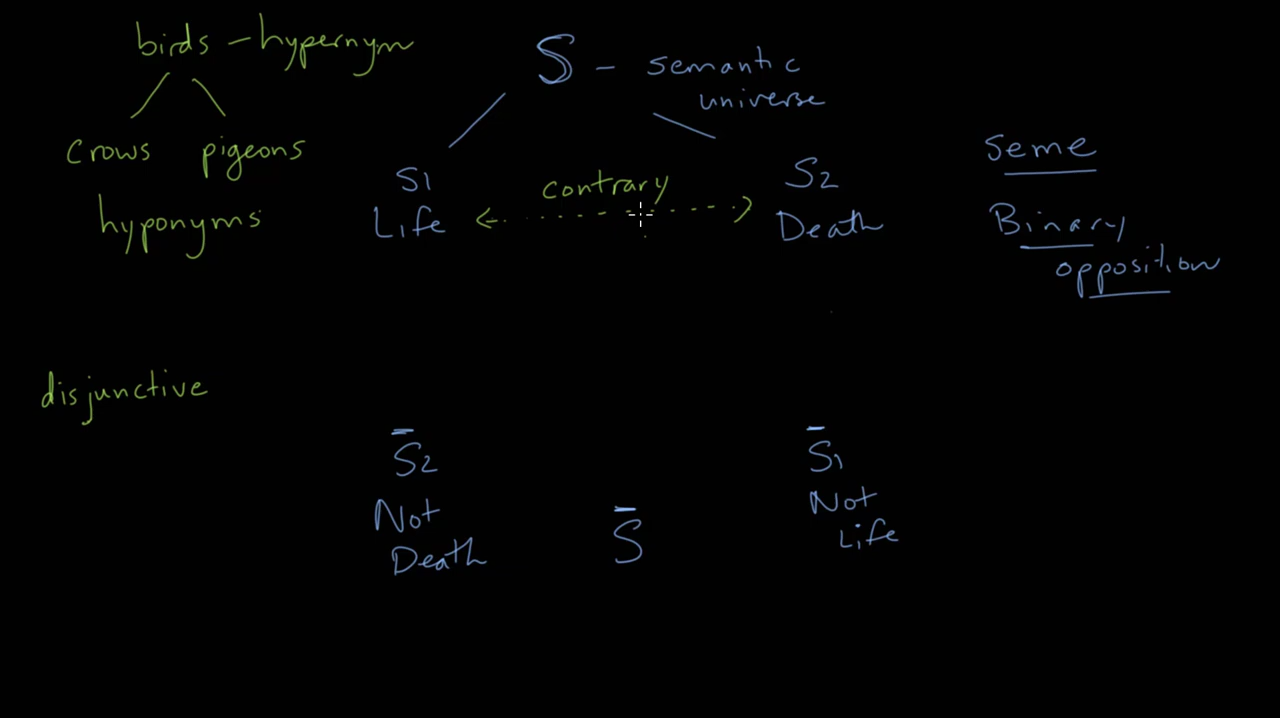 birds - hypernym
crows pigeons
hyponyms
S - semantic
universe
S1
Life
contrary
S2
Death
Seme
Binary
opposition
disjunctive
S̄2
Not
Death
S̄
S̄1
Not
Life